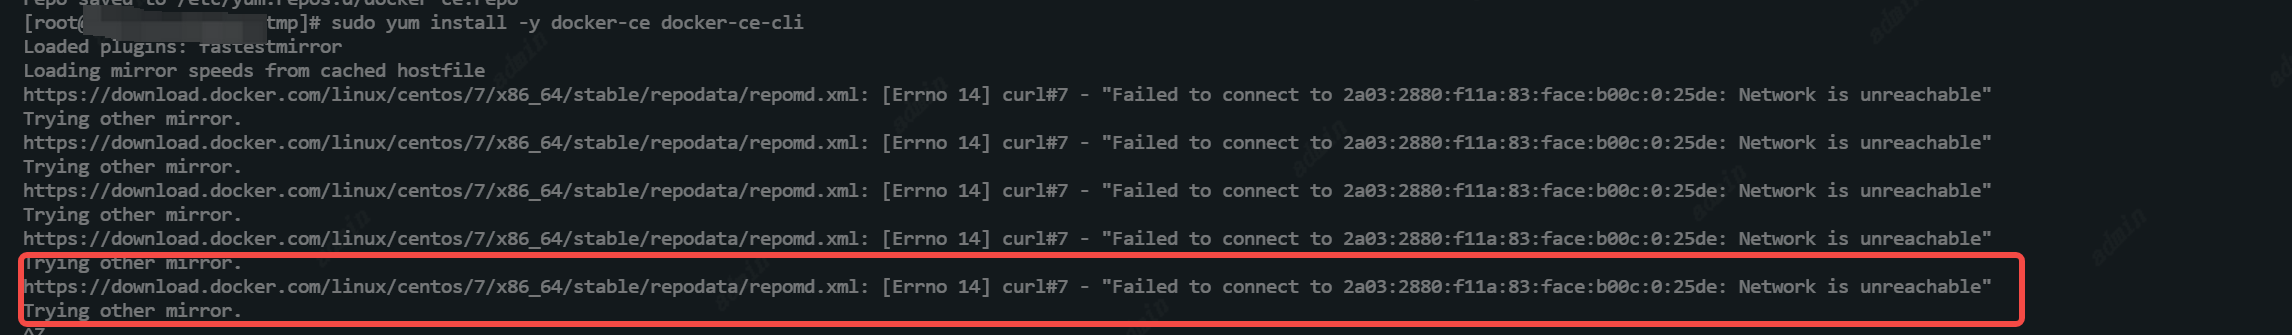 repo saved to /etc/yum.repos.d/docker-ce.repo
[root@ tmp]# sudo yum install -y docker-ce docker-ce-cli
Loaded plugins: fastestmirror
Loading mirror speeds from cached hostfile
https://download.docker.com/linux/centos/7/x86_64/stable/repodata/repomd.xml: [Errno 14] curl#7 - "Failed to connect to 2a03:2880:f11a:83:face:b00c:0:25de: Network is unreachable"
Trying other mirror.
https://download.docker.com/linux/centos/7/x86_64/stable/repodata/repomd.xml: [Errno 14] curl#7 - "Failed to connect to 2a03:2880:f11a:83:face:b00c:0:25de: Network is unreachable"
Trying other mirror.
https://download.docker.com/linux/centos/7/x86_64/stable/repodata/repomd.xml: [Errno 14] curl#7 - "Failed to connect to 2a03:2880:f11a:83:face:b00c:0:25de: Network is unreachable"
Trying other mirror.
https://download.docker.com/linux/centos/7/x86_64/stable/repodata/repomd.xml: [Errno 14] curl#7 - "Failed to connect to 2a03:2880:f11a:83:face:b00c:0:25de: Network is unreachable"
Trying other mirror.
https://download.docker.com/linux/centos/7/x86_64/stable/repodata/repomd.xml: [Errno 14] curl#7 - "Failed to connect to 2a03:2880:f11a:83:face:b00c:0:25de: Network is unreachable"
Trying other mirror.